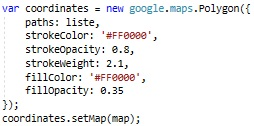 var coordinates = new google.maps.Polygon({
paths: liste,
strokeColor: '#FF0000',
strokeOpacity: 0.8,
strokeWeight: 2.1,
fillColor: '#FF0000',
fillOpacity: 0.35
});
coordinates.setMap(map);